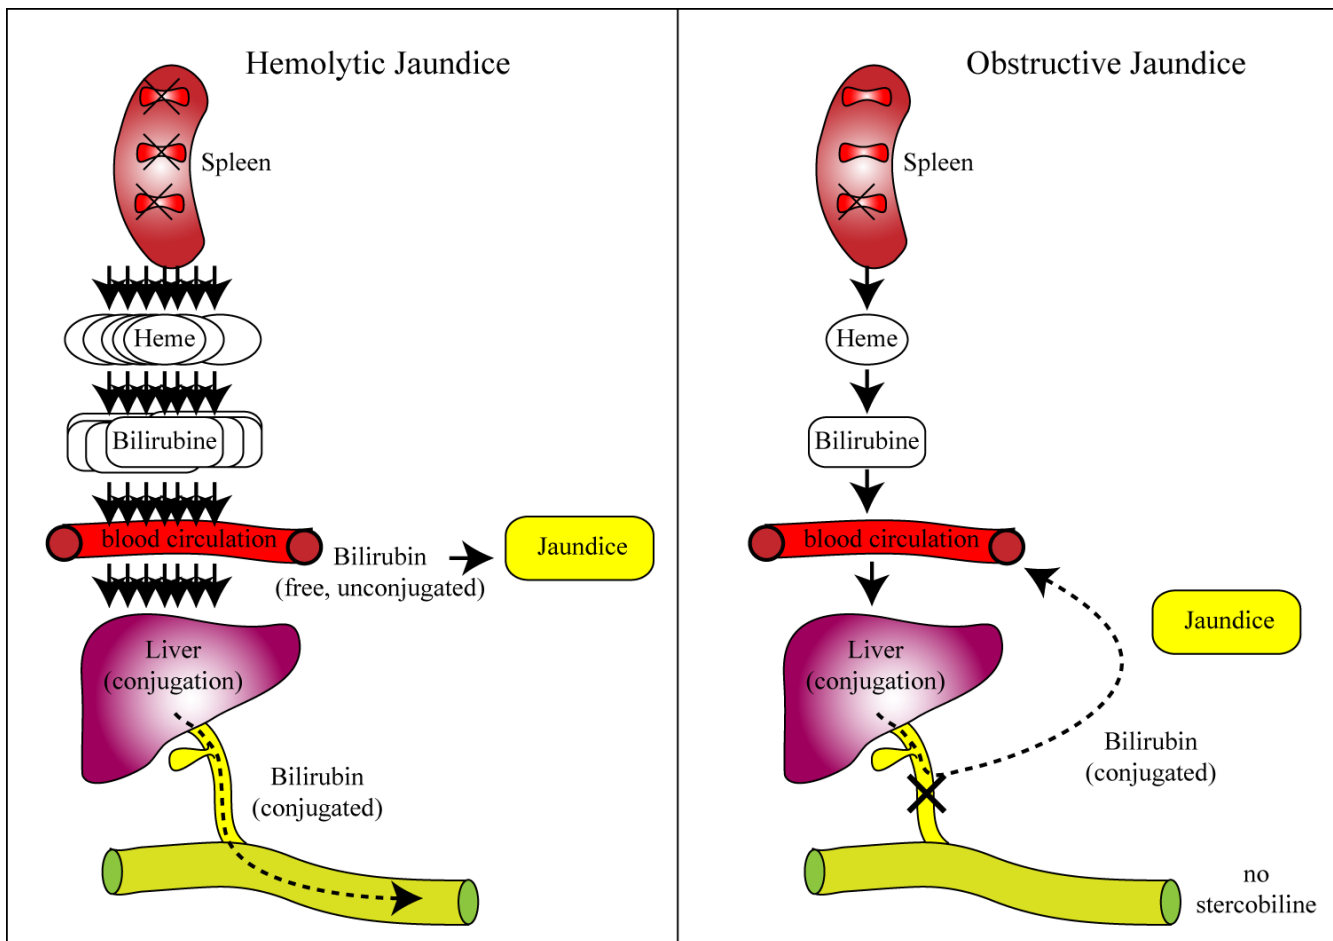 Hemolytic Jaundice
Spleen
Heme
Bilirubine
blood circulation
Bilirubin
(free, unconjugated)
Jaundice
Liver
(conjugation)
Bilirubin
(conjugated)
Obstructive Jaundice
Spleen
Heme
Bilirubine
blood circulation
Jaundice
Liver
(conjugation)
Bilirubin
(conjugated)
no
stercobiline